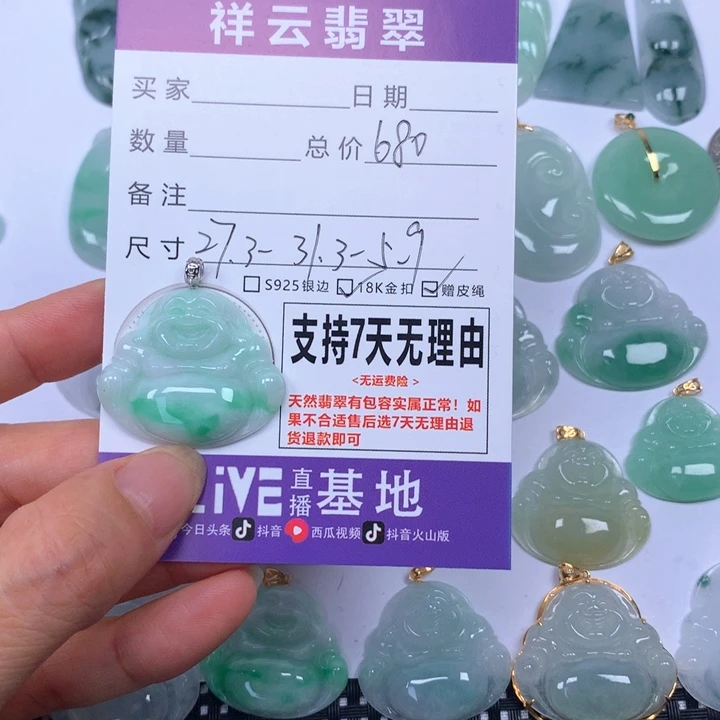 祥云翡翠
买家 日期
数量 总价 680
备注
尺寸 27.3-31.3-5.9
S925银边 18K金扣 赠皮绳
支持7天无理由
<无运费险>
天然翡翠有包容实属正常！如
果不合适售后选7天无理由退
货退款即可
LiVE 直播 基地
今日头条 抖音 西瓜视频 抖音火山版